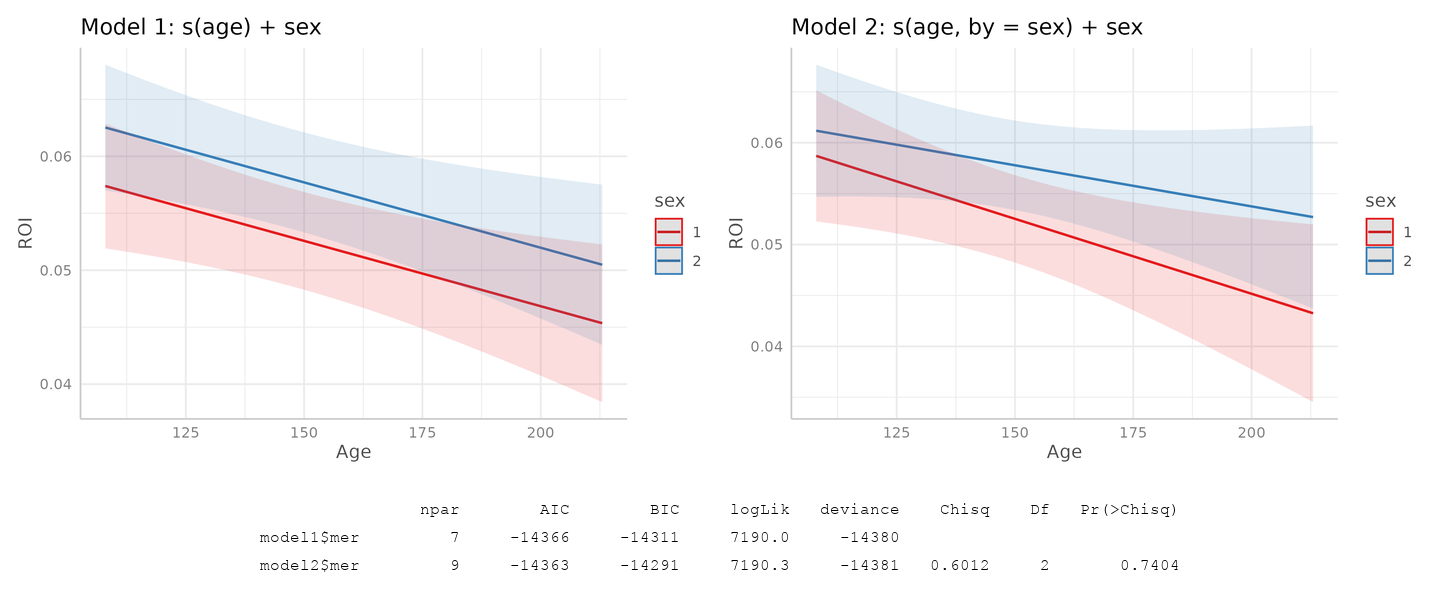 Model 1: s(age) + sex
ROI
0.06
0.05
0.04
125 150 175 200
Age
sex
1
2
Model 2: s(age, by = sex) + sex
ROI
0.06
0.05
0.04
125 150 175 200
Age
sex
1
2
npar AIC BIC logLik deviance Chisq Df Pr(>Chisq)
model1$mer 7 -14366 -14311 7190.0 -14380
model2$mer 9 -14363 -14291 7190.3 -14381 0.6012 2 0.7404